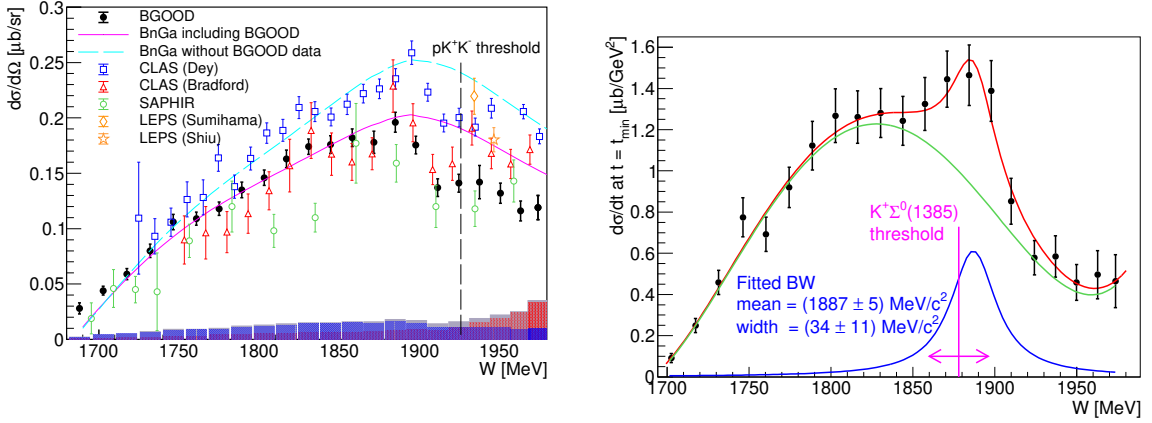 dσ/dΩ [μb/sr]
BGOOD
BnGa including BGOOD
BnGa without BGOOD data
CLAS (Dey)
CLAS (Bradford)
SAPHIR
LEPS (Sumihama)
LEPS (Shiu)
pK⁺K⁻ threshold
0.25
0.2
0.15
0.1
0.05
0
1700
1750
1800
1850
1900
1950
W [MeV]
dσ/dt at t = t_min [μb/GeV²]
1.6
1.4
1.2
1.0
0.8
0.6
0.4
0.2
0
K⁺Σ⁰(1385)
threshold
Fitted BW
mean = (1887 ± 5) MeV/c²
width = (34 ± 11) MeV/c²
1700
1750
1800
1850
1900
1950
W [MeV]